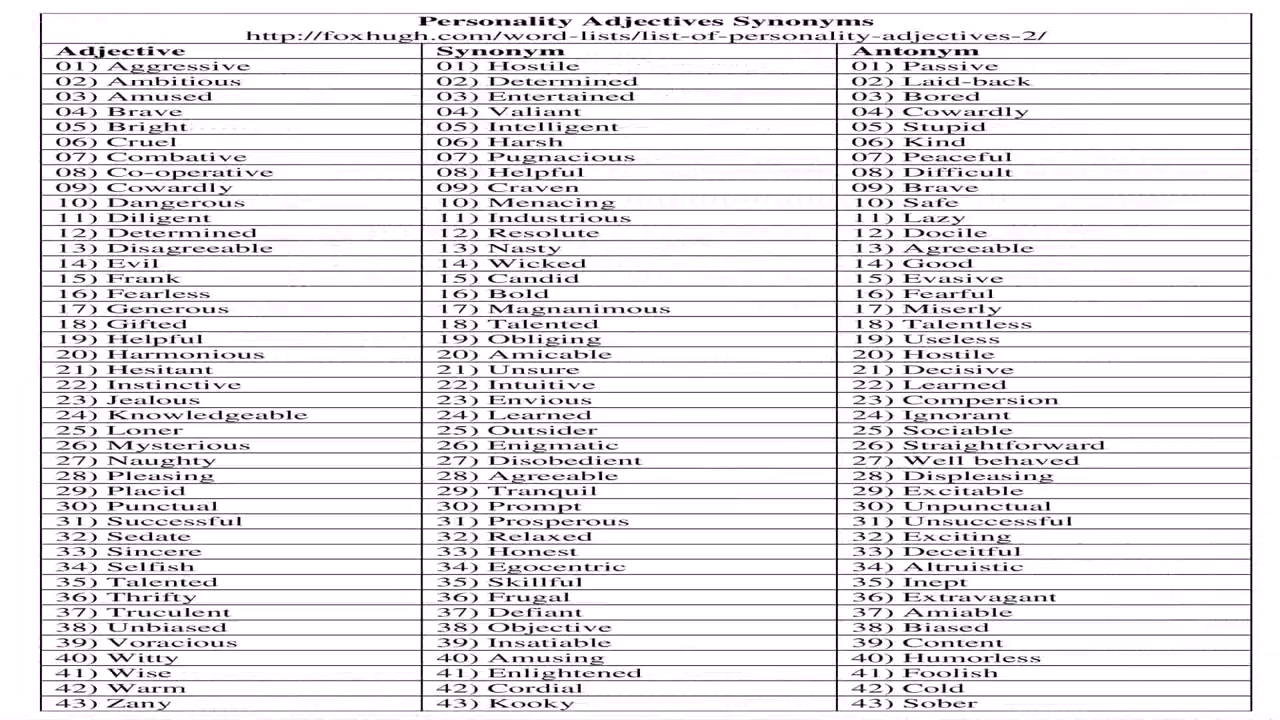 Personality Adjectives Synonyms
http://foxhugh.com/word-lists/list-of-personality-adjectives-2/
Adjective Synonym Antonym
01) Aggressive 01) Hostile 01) Passive
02) Ambitious 02) Determined 02) Laid-back
03) Amused 03) Entertained 03) Bored
04) Brave 04) Valiant 04) Cowardly
05) Bright 05) Intelligent 05) Stupid
06) Cruel 06) Harsh 06) Kind
07) Combative 07) Pugnacious 07) Peaceful
08) Co-operative 08) Helpful 08) Difficult
09) Cowardly 09) Craven 09) Brave
10) Dangerous 10) Menacing 10) Safe
11) Diligent 11) Industrious 11) Lazy
12) Determined 12) Resolute 12) Docile
13) Disagreeable 13) Nasty 13) Agreeable
14) Evil 14) Wicked 14) Good
15) Frank 15) Candid 15) Evasive
16) Fearless 16) Bold 16) Fearful
17) Generous 17) Magnanimous 17) Miserly
18) Gifted 18) Talented 18) Talentless
19) Helpful 19) Obliging 19) Useless
20) Harmonious 20) Amicable 20) Hostile
21) Hesitant 21) Unsure 21) Decisive
22) Instinctive 22) Intuitive 22) Learned
23) Jealous 23) Envious 23) Compersion
24) Knowledgeable 24) Learned 24) Ignorant
25) Loner 25) Outsider 25) Sociable
26) Mysterious 26) Enigmatic 26) Straightforward
27) Naughty 27) Disobedient 27) Well behaved
28) Pleasing 28) Agreeable 28) Displeasing
29) Placid 29) Tranquil 29) Excitable
30) Punctual 30) Prompt 30) Unpunctual
31) Successful 31) Prosperous 31) Unsuccessful
32) Sedate 32) Relaxed 32) Exciting
33) Sincere 33) Honest 33) Deceitful
34) Selfish 34) Egocentric 34) Altruistic
35) Talented 35) Skillful 35) Inept
36) Thrifty 36) Frugal 36) Extravagant
37) Truculent 37) Defiant 37) Amiable
38) Unbiased 38) Objective 38) Biased
39) Voracious 39) Insatiable 39) Content
40) Witty 40) Amusing 40) Humorless
41) Wise 41) Enlightened 41) Foolish
42) Warm 42) Cordial 42) Cold
43) Zany 43) Kooky 43) Sober